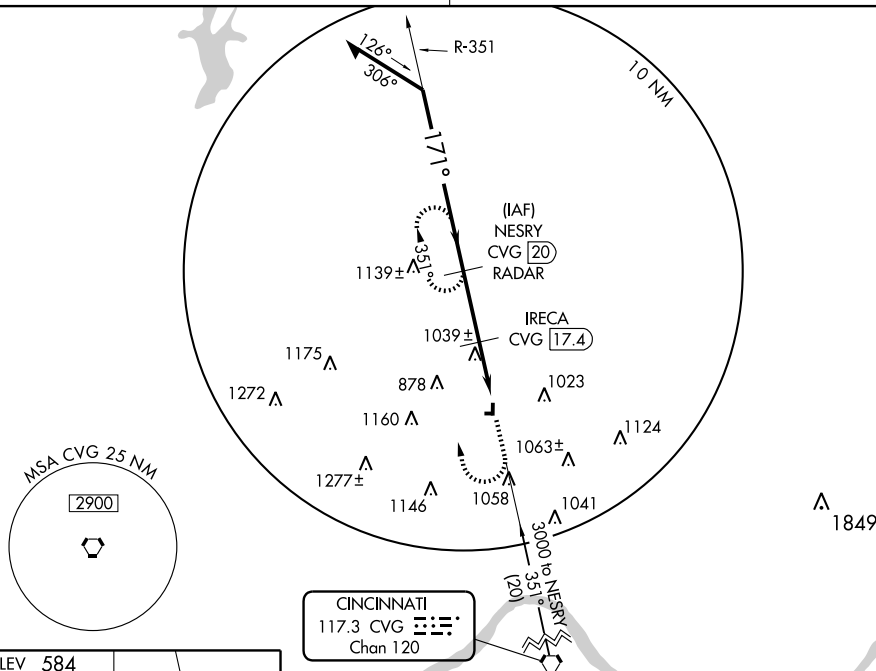 R-351
126°
306°
10 NM
171°
(IAF)
NESRY
CVG 20
RADAR
351°
1139±
IRECA
CVG 17.4
1039±
1175
1272
878
1023
1160
1124
1063±
1277±
1146
1058
1041
1849
MSA CVG 25 NM
2900
3000 to NESRY
351°
(20)
CINCINNATI
117.3 CVG
Chan 120
LEV 584